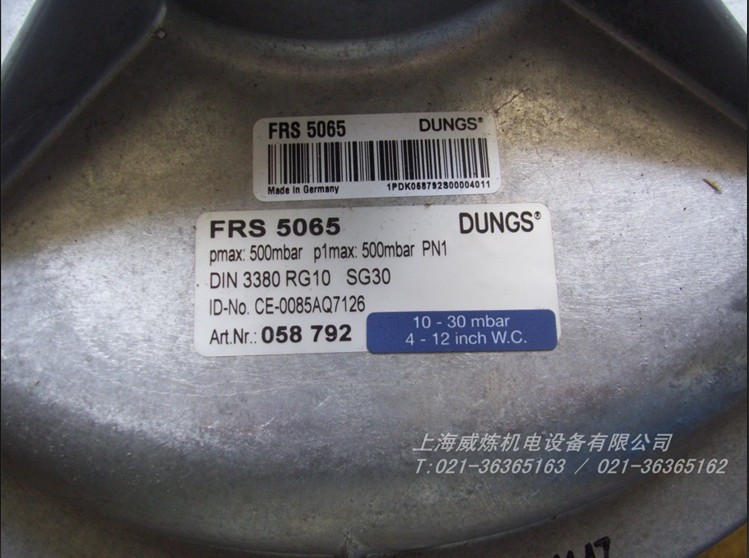 FRS 5065 DUNGS®
Made in Germany 1PDK058792S00004011
FRS 5065 DUNGS®
pmax: 500mbar p1max: 500mbar PN1
DIN 3380 RG10 SG30
ID-No. CE-0085AQ7126
Art.Nr.: 058 792
10 - 30 mbar
4 - 12 inch W.C.
上海威炼机电设备有限公司
T:021-36365163 / 021-36365162